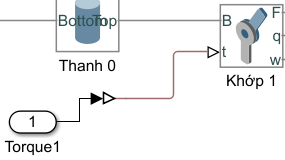 Bottom Top
B
F
t
q
w
Thanh 0
Khớp 1
1
Torque1